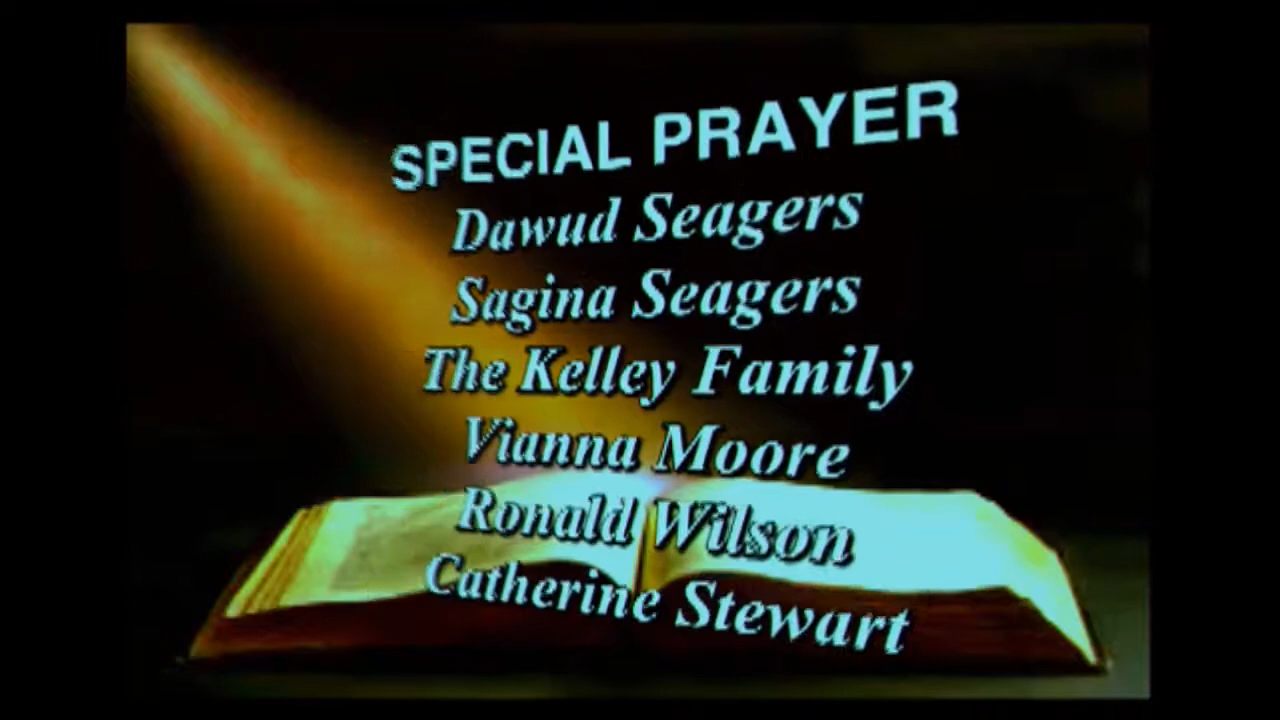 SPECIAL PRAYER
Dawud Seagers
Sagina Seagers
The Kelley Family
Vianna Moore
Ronald Wilson
Catherine Stewart